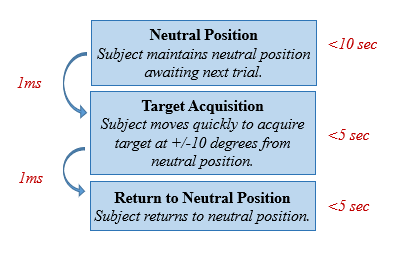 Neutral Position
Subject maintains neutral position
awaiting next trial.
<10 sec
1ms
Target Acquisition
Subject moves quickly to acquire
target at +/-10 degrees from
neutral position.
<5 sec
1ms
Return to Neutral Position
Subject returns to neutral position.
<5 sec